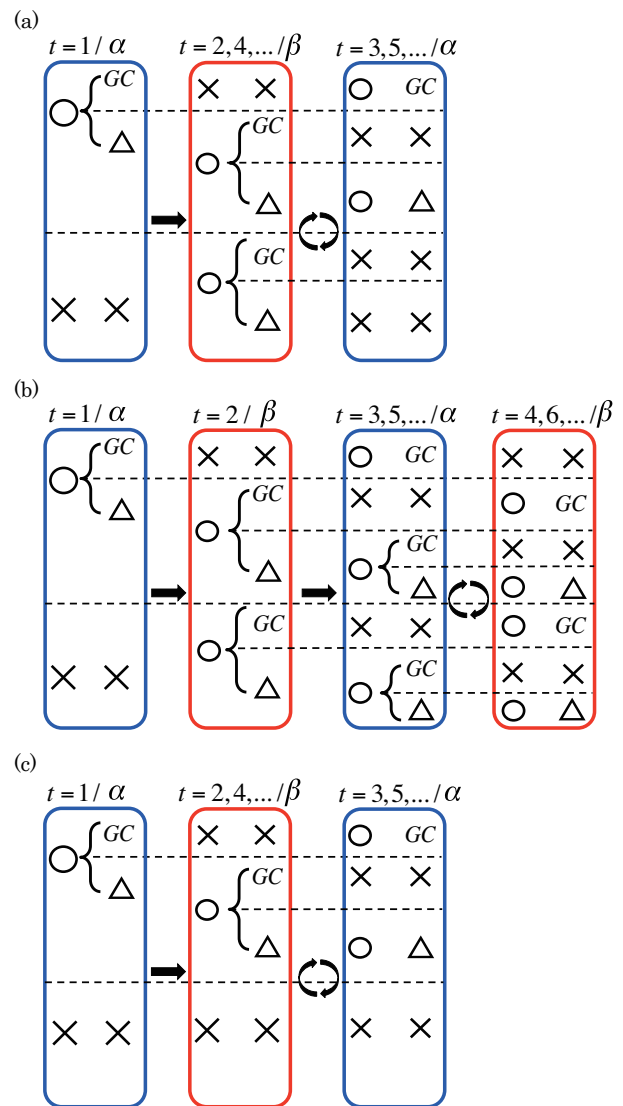 (a)
t = 1 / α t = 2, 4, ... / β t = 3, 5, ... / α
GC GC
GC
GC
(b)
t = 1 / α t = 2 / β t = 3, 5, ... / α t = 4, 6, ... / β
GC GC
GC GC
GC
GC GC
GC
(c)
t = 1 / α t = 2, 4, ... / β t = 3, 5, ... / α
GC GC
GC